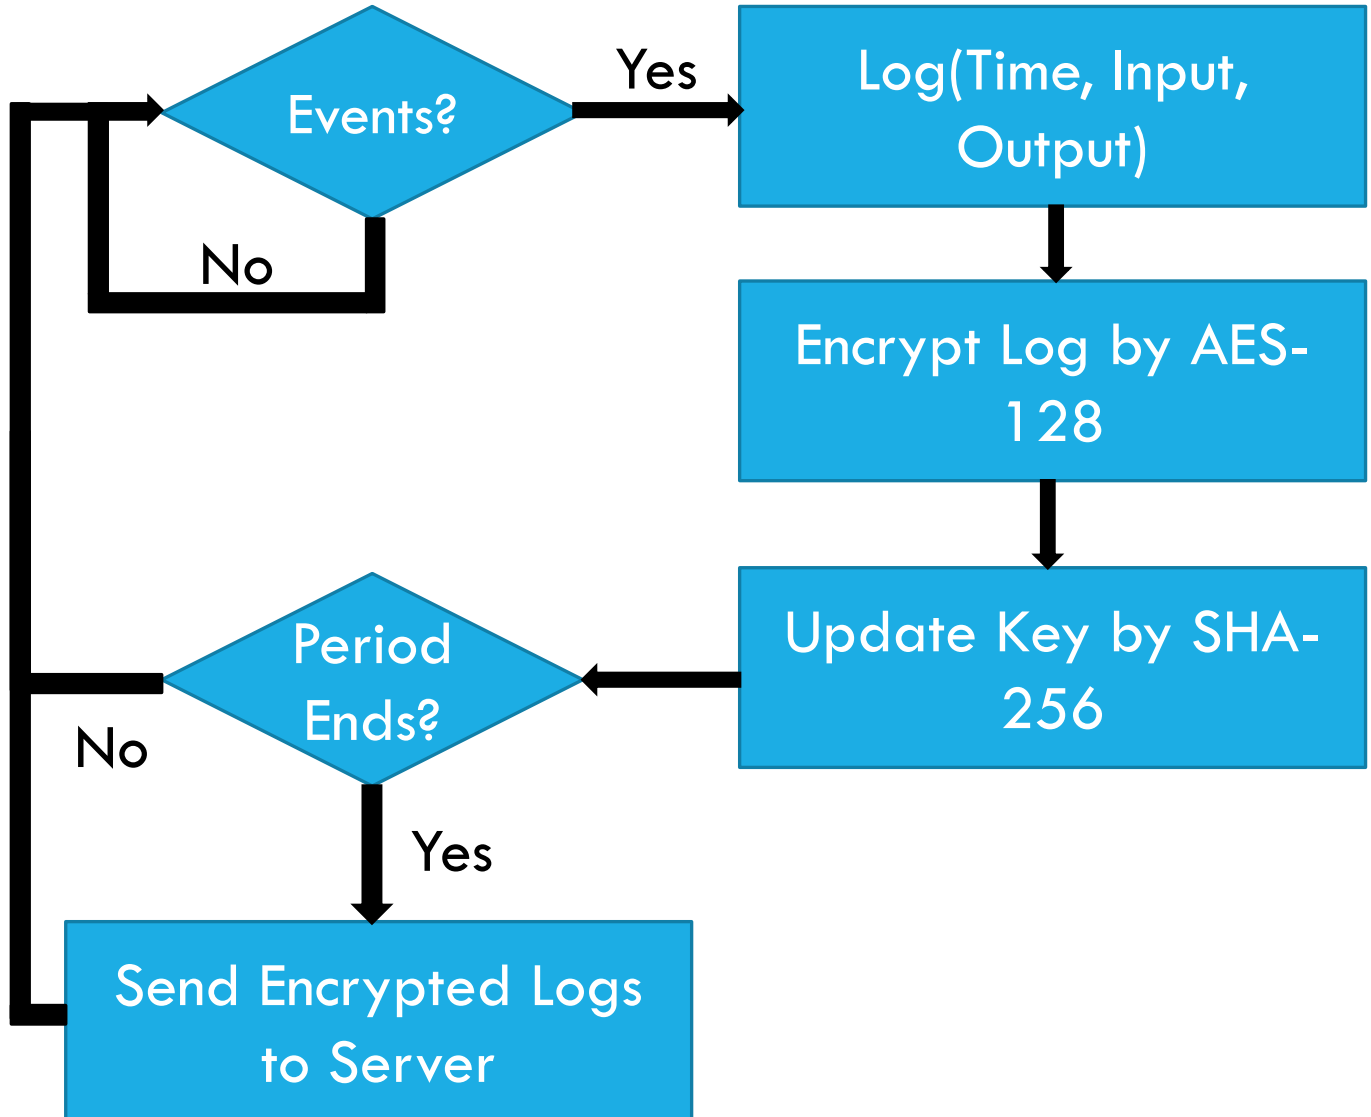 Events?
Yes
Log(Time, Input,
Output)
No
Encrypt Log by AES-
128
Update Key by SHA-
256
Period
Ends?
No
Yes
Send Encrypted Logs
to Server